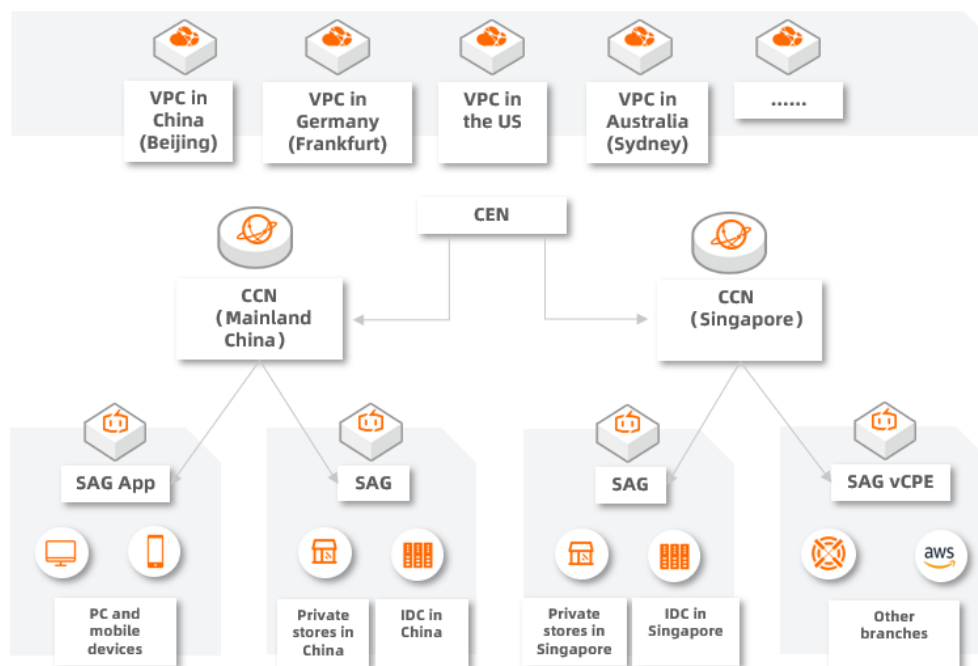 VPC in
China
(Beijing)
VPC in
Germany
(Frankfurt)
VPC in
the US
VPC in
Australia
(Sydney)
......
CEN
CCN
(Mainland
China)
CCN
(Singapore)
SAG App
SAG
SAG
SAG vCPE
aws
PC and
mobile
devices
Private
stores in
China
IDC in
China
Private
stores in
Singapore
IDC in
Singapore
Other
branches